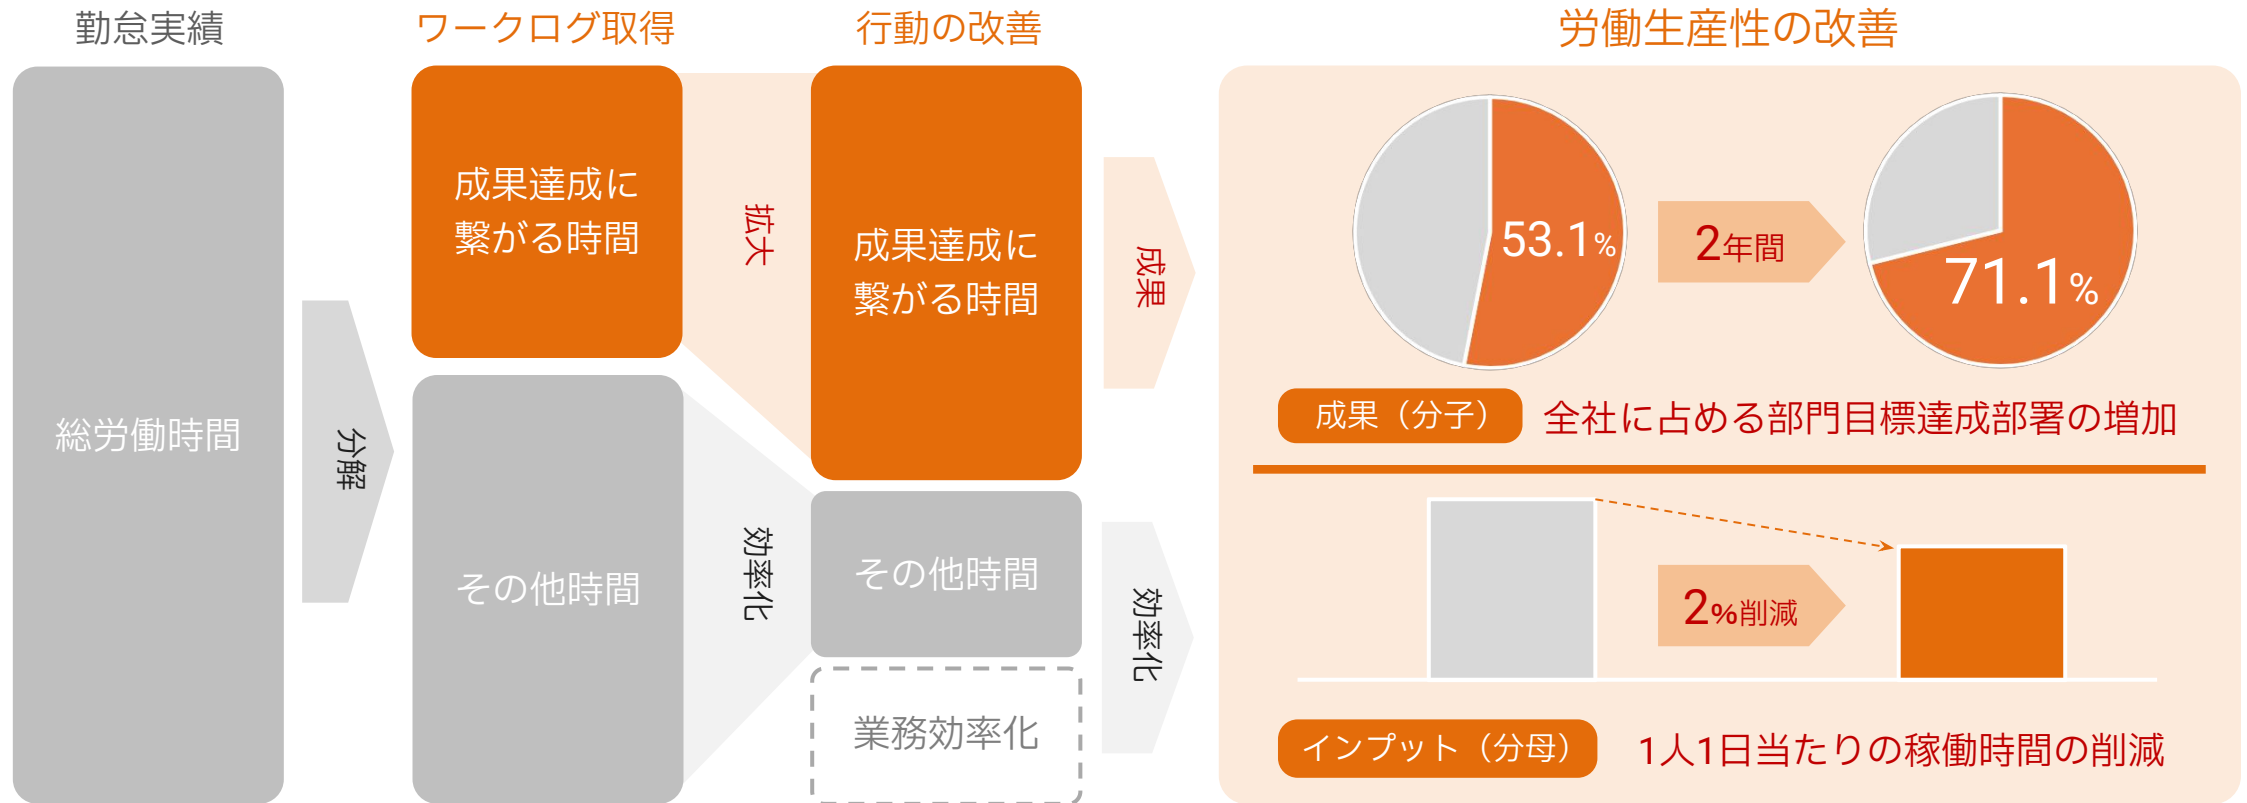 勤怠実績
総労働時間
分解
ワークログ取得
成果達成に
繋がる時間
その他時間
拡大
効率化
行動の改善
成果達成に
繋がる時間
その他時間
業務効率化
成果
効率化
労働生産性の改善
53.1%
2年間
71.1%
成果（分子）
全社に占める部門目標達成部署の増加
2%削減
インプット（分母）
1人1日当たりの稼働時間の削減